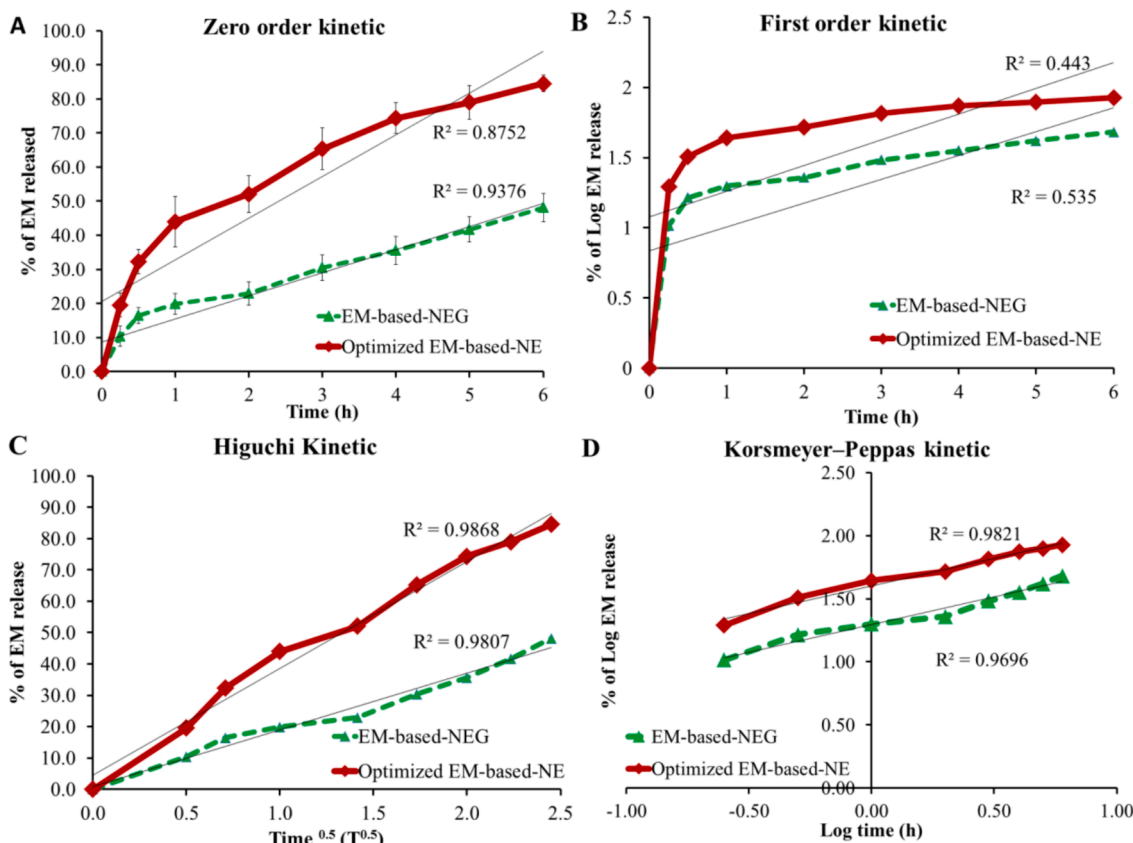 A
Zero order kinetic
% of EM released
100.0
90.0
80.0
70.0
60.0
50.0
40.0
30.0
20.0
10.0
0.0
R² = 0.8752
R² = 0.9376
EM-based-NEG
Optimized EM-based-NE
0 1 2 3 4 5 6
Time (h)
B
First order kinetic
% of Log EM release
2.5
2
1.5
1
0.5
0
R² = 0.443
R² = 0.535
EM-based-NEG
Optimized EM-based-NE
0 1 2 3 4 5 6
Time (h)
C
Higuchi Kinetic
% of EM release
100.0
90.0
80.0
70.0
60.0
50.0
40.0
30.0
20.0
10.0
0.0
R² = 0.9868
R² = 0.9807
EM-based-NEG
Optimized EM-based-NE
0.0 0.5 1.0 1.5 2.0 2.5
Time ⁰·⁵ (T⁰·⁵)
D
Korsmeyer–Peppas kinetic
% of Log EM release
2.50
2.00
1.50
1.00
0.50
0.00
R² = 0.9821
R² = 0.9696
EM-based-NEG
Optimized EM-based-NE
-1.00 -0.50 0.00 0.50 1.00
Log time (h)